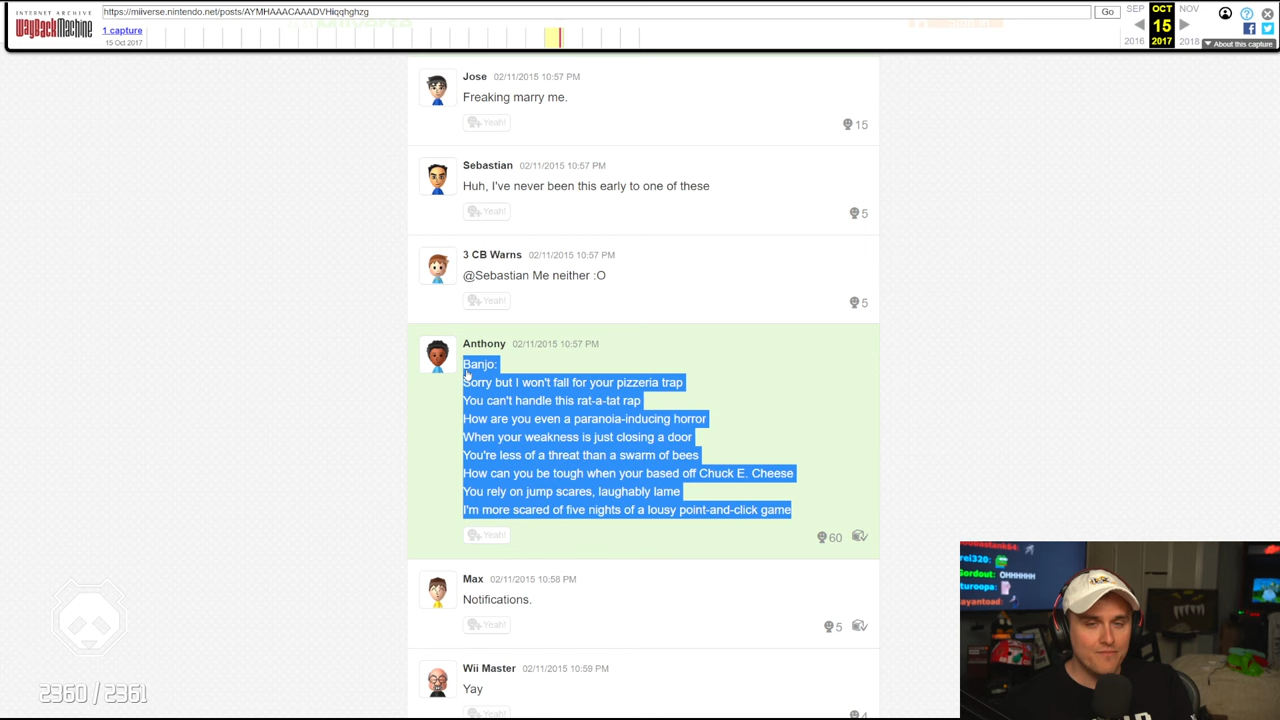 INTERNET ARCHIVE
WayBackMachine
https://miiverse.nintendo.net/posts/AYMHAAACAAADVHiqqhghzg
Go
SEP OCT NOV
1 capture
15
15 Oct 2017
2016 2017 2018
About this capture
Jose 02/11/2015 10:57 PM
Freaking marry me.
Yeah!
15
Sebastian 02/11/2015 10:57 PM
Huh, I've never been this early to one of these
Yeah!
5
3 CB Warns 02/11/2015 10:57 PM
@Sebastian Me neither :O
Yeah!
5
Anthony 02/11/2015 10:57 PM
Banjo:
Sorry but I won't fall for your pizzeria trap
You can't handle this rat-a-tat rap
How are you even a paranoia-inducing horror
When your weakness is just closing a door
You're less of a threat than a swarm of bees
How can you be tough when your based off Chuck E. Cheese
You rely on jump scares, laughably lame
I'm more scared of five nights of a lousy point-and-click game
Yeah!
60
Max 02/11/2015 10:58 PM
Notifications.
Yeah!
5
Wii Master 02/11/2015 10:59 PM
Yay
Yeah!
4
rei320:
Gordout: OHHHHHH
turoopa:
ayantoad:
2360 / 2361